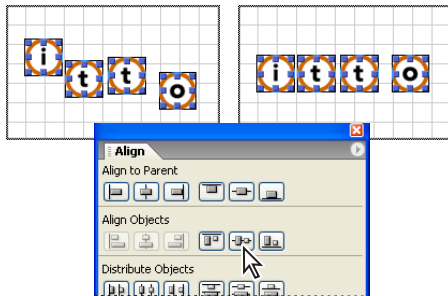 i t t o
i t t o
Align
Align to Parent
Align Objects
Distribute Objects